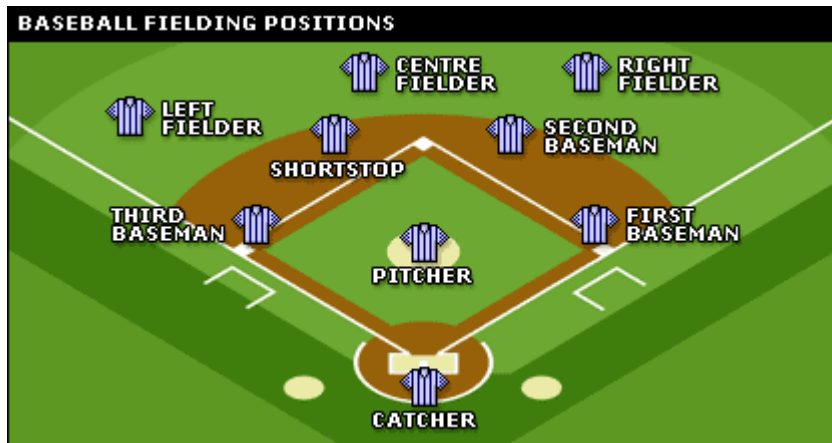 BASEBALL FIELDING POSITIONS
CENTRE
FIELDER
RIGHT
FIELDER
LEFT
FIELDER
SHORTSTOP
SECOND
BASEMAN
THIRD
BASEMAN
FIRST
BASEMAN
PITCHER
CATCHER